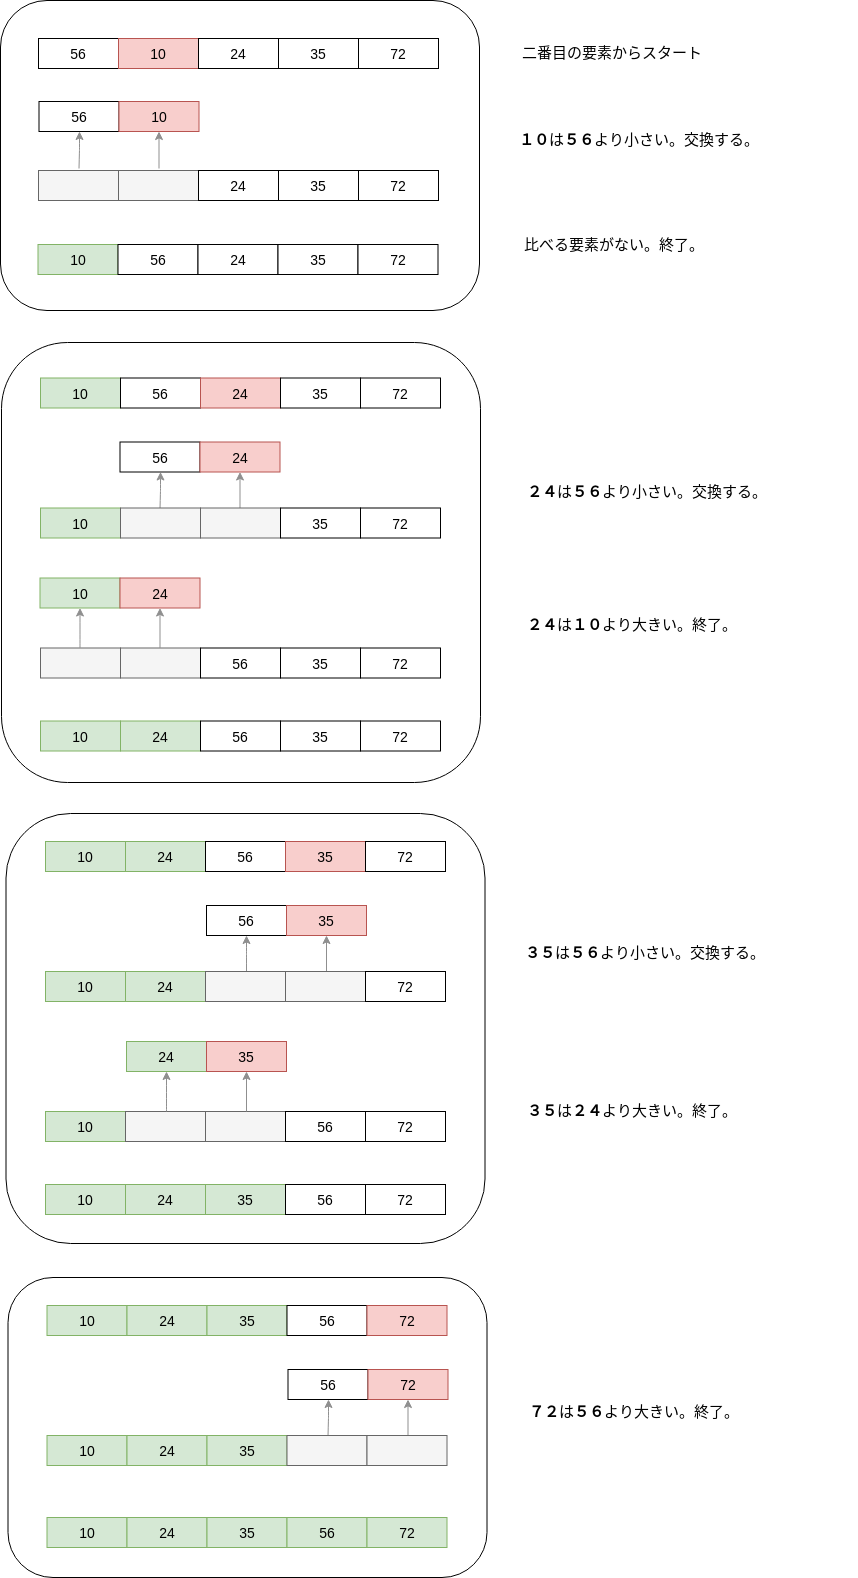 56 10 24 35 72
二番目の要素からスタート
56 10
１０は５６より小さい。交換する。
24 35 72
比べる要素がない。終了。
10 56 24 35 72
10 56 24 35 72
56 24
２４は５６より小さい。交換する。
10 35 72
10 24
２４は１０より大きい。終了。
56 35 72
10 24 56 35 72
10 24 56 35 72
56 35
３５は５６より小さい。交換する。
10 24 72
24 35
３５は２４より大きい。終了。
10 56 72
10 24 35 56 72
10 24 35 56 72
56 72
７２は５６より大きい。終了。
10 24 35
10 24 35 56 72